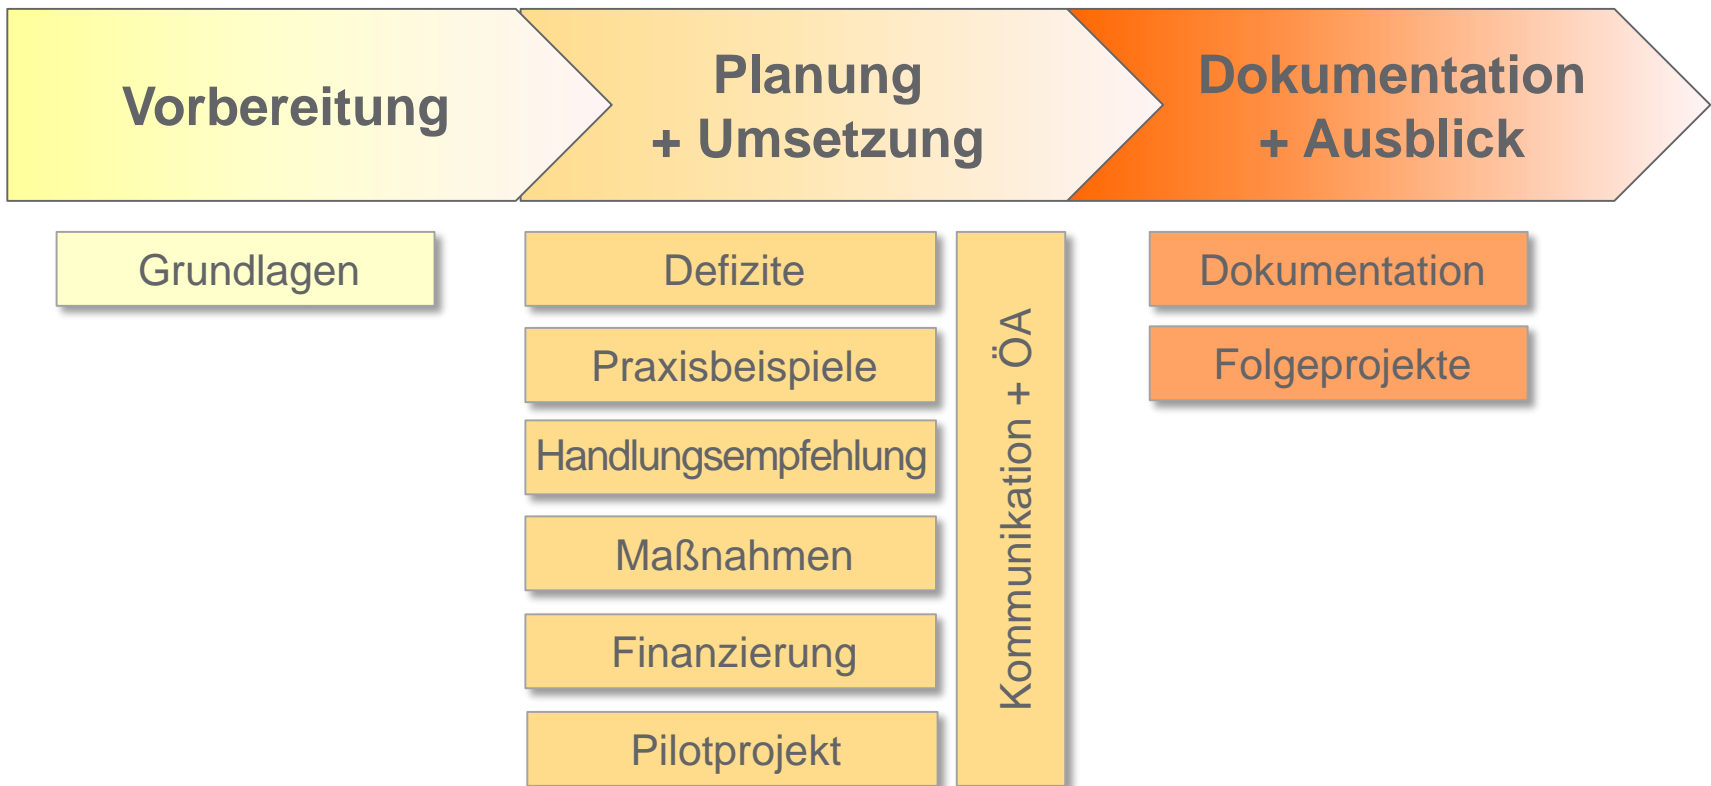 Vorbereitung
Planung
+ Umsetzung
Dokumentation
+ Ausblick
Grundlagen
Defizite
Praxisbeispiele
Handlungsempfehlung
Maßnahmen
Finanzierung
Pilotprojekt
Kommunikation + ÖA
Dokumentation
Folgeprojekte